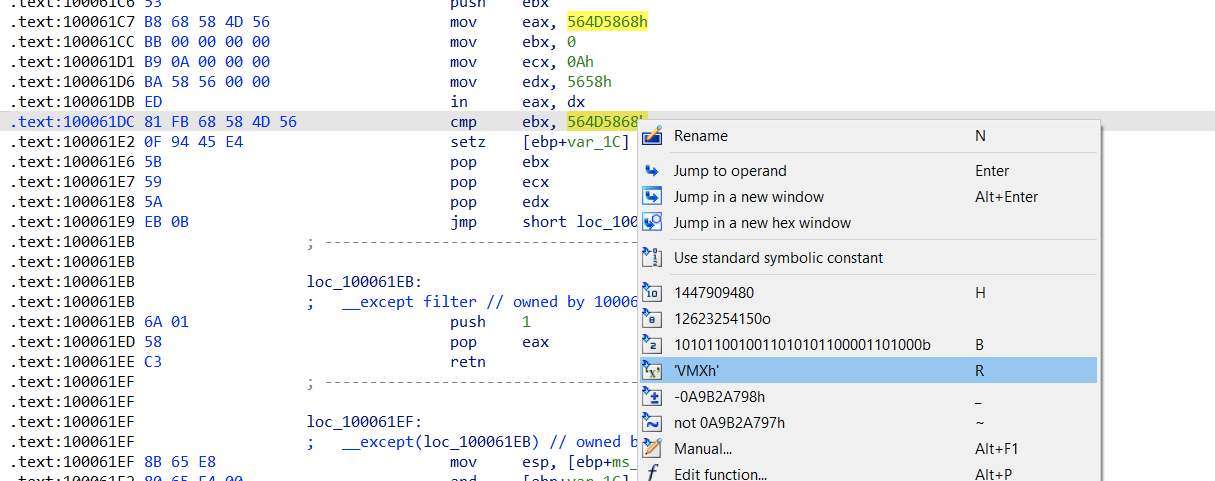 .text:100061C6 53 push ebx
.text:100061C7 B8 68 58 4D 56 mov eax, 564D5868h
.text:100061CC BB 00 00 00 00 mov ebx, 0
.text:100061D1 B9 0A 00 00 00 mov ecx, 0Ah
.text:100061D6 BA 58 56 00 00 mov edx, 5658h
.text:100061DB ED in eax, dx
.text:100061DC 81 FB 68 58 4D 56 cmp ebx, 564D5868h
.text:100061E2 0F 94 45 E4 setz [ebp+var_1C]
.text:100061E6 5B pop ebx
.text:100061E7 59 pop ecx
.text:100061E8 5A pop edx
.text:100061E9 EB 0B jmp short loc_100
.text:100061EB ; ---------------------------------------
.text:100061EB
.text:100061EB loc_100061EB:
.text:100061EB ; __except filter // owned by 10006
.text:100061EB 6A 01 push 1
.text:100061ED 58 pop eax
.text:100061EE C3 retn
.text:100061EF ; ---------------------------------------
.text:100061EF
.text:100061EF loc_100061EF:
.text:100061EF ; __except(loc_100061EB) // owned b
.text:100061EF 8B 65 E8 mov esp, [ebp+ms_
.text:100061F2 80 65 E4 00 and [ebp+var_1C]
Rename N
Jump to operand Enter
Jump in a new window Alt+Enter
Jump in a new hex window
Use standard symbolic constant
1447909480 H
12623254150o
1010110010011010101100001101000b B
'VMXh' R
-0A9B2A798h _
not 0A9B2A797h ~
Manual... Alt+F1
Edit function... Alt+P